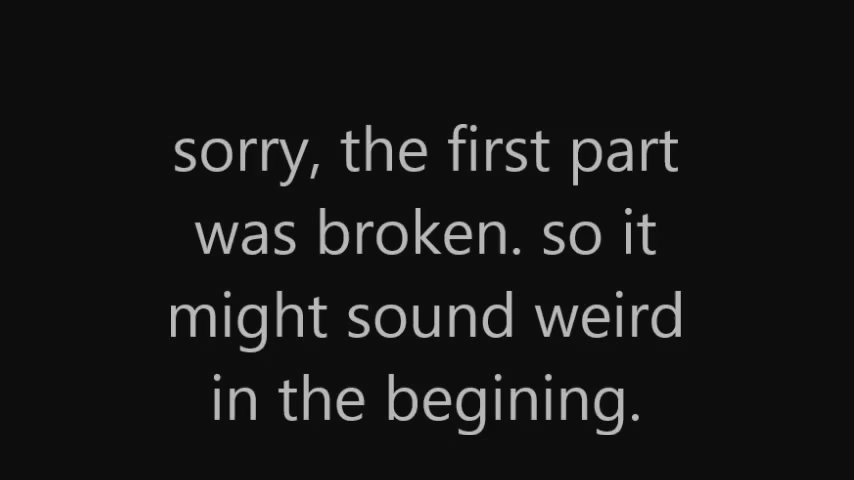 sorry, the first part
was broken. so it
might sound weird
in the begining.